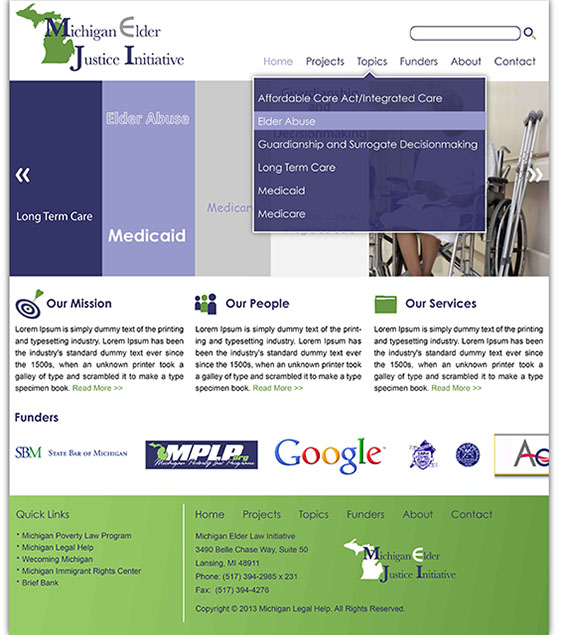 Michigan Elder
Justice Initiative
Home Projects Topics Funders About Contact
Affordable Care Act/Integrated Care
Elder Abuse
Guardianship and Surrogate Decisionmaking
Long Term Care
Medicaid
Medicare
Elder Abuse
Guardianship
and
Decisionmaking
Long Term Care
Medicaid
Medicare
Affordable Care Act
« »
Our Mission
Lorem Ipsum is simply dummy text of the printing
and typesetting industry. Lorem Ipsum has been
the industry's standard dummy text ever since
the 1500s, when an unknown printer took a
galley of type and scrambled it to make a type
specimen book. Read More >>
Our People
Lorem Ipsum is simply dummy text of the print-
ing and typesetting industry. Lorem Ipsum has
been the industry's standard dummy text ever
since the 1500s, when an unknown printer took
a galley of type and scrambled it to make a type
specimen book. Read More >>
Our Services
Lorem Ipsum is simply dummy text of the printing
and typesetting industry. Lorem Ipsum has been
the industry's standard dummy text ever since
the 1500s, when an unknown printer took a
galley of type and scrambled it to make a type
specimen book. Read More >>
Funders
SBM STATE BAR OF MICHIGAN
MPLP.org
Michigan Poverty Law Program
Google™
Ac
Quick Links
• Michigan Poverty Law Program
• Michigan Legal Help
• Wecoming Michigan
• Michigan Immigrant Rights Center
• Brief Bank
Home Projects Topics Funders About Contact
Michigan Elder Law Initiative
3490 Belle Chase Way, Suite 50
Lansing, MI 48911
Phone: (517) 394-2985 x 231
Fax: (517) 394-4276
Michigan Elder
Justice Initiative
Copyright © 2013 Michigan Legal Help. All Rights Reserved.